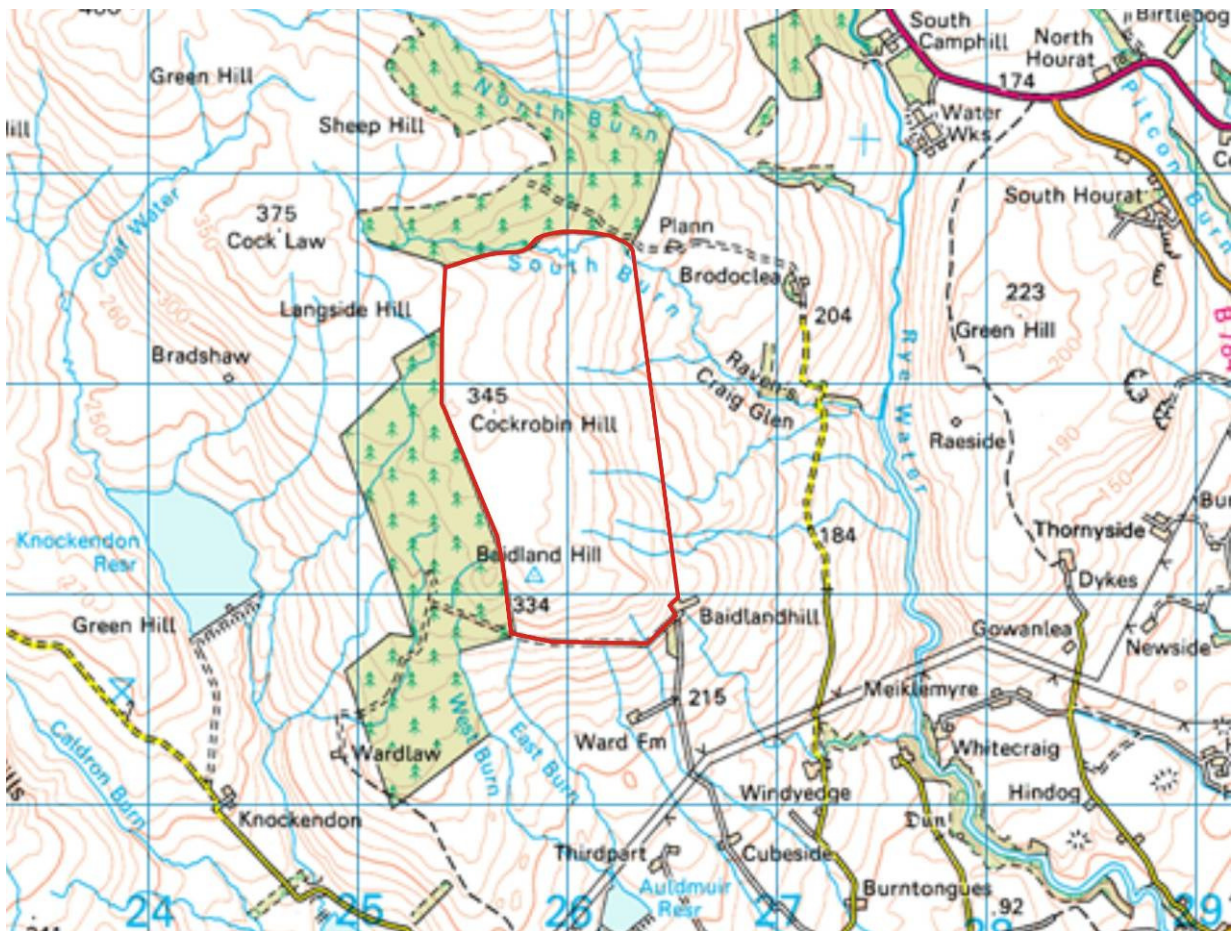 South
Camphill
North
Hourat
Green Hill
174
North Burn
Sheep Hill
Water
Wks
Pitcon Burn
South Hourat
375
Cock Law
Caaf Water
350
Plann
South Burn
Brodoclea
300
260
Langside Hill
204
223
Green Hill
Bradshaw
Rye Water
200
Raven's
Craig Glen
250
345
Cockrobin Hill
Raeside
190
150
Knockendon
Resr
184
Thornyside
Baidland Hill
270
Dykes
334
Baidlandhill
Green Hill
Gowanlea
Newside
Meiklemyre
215
West Burn
East Burn
Ward Fm
Wardlaw
Whitecraig
Caldron Burn
Windyedge
Hindog
Knockendon
Dun
Thirdpart
Cubeside
Auldmuir
Resr
Burntongues
92
24
25
26
27
28
29